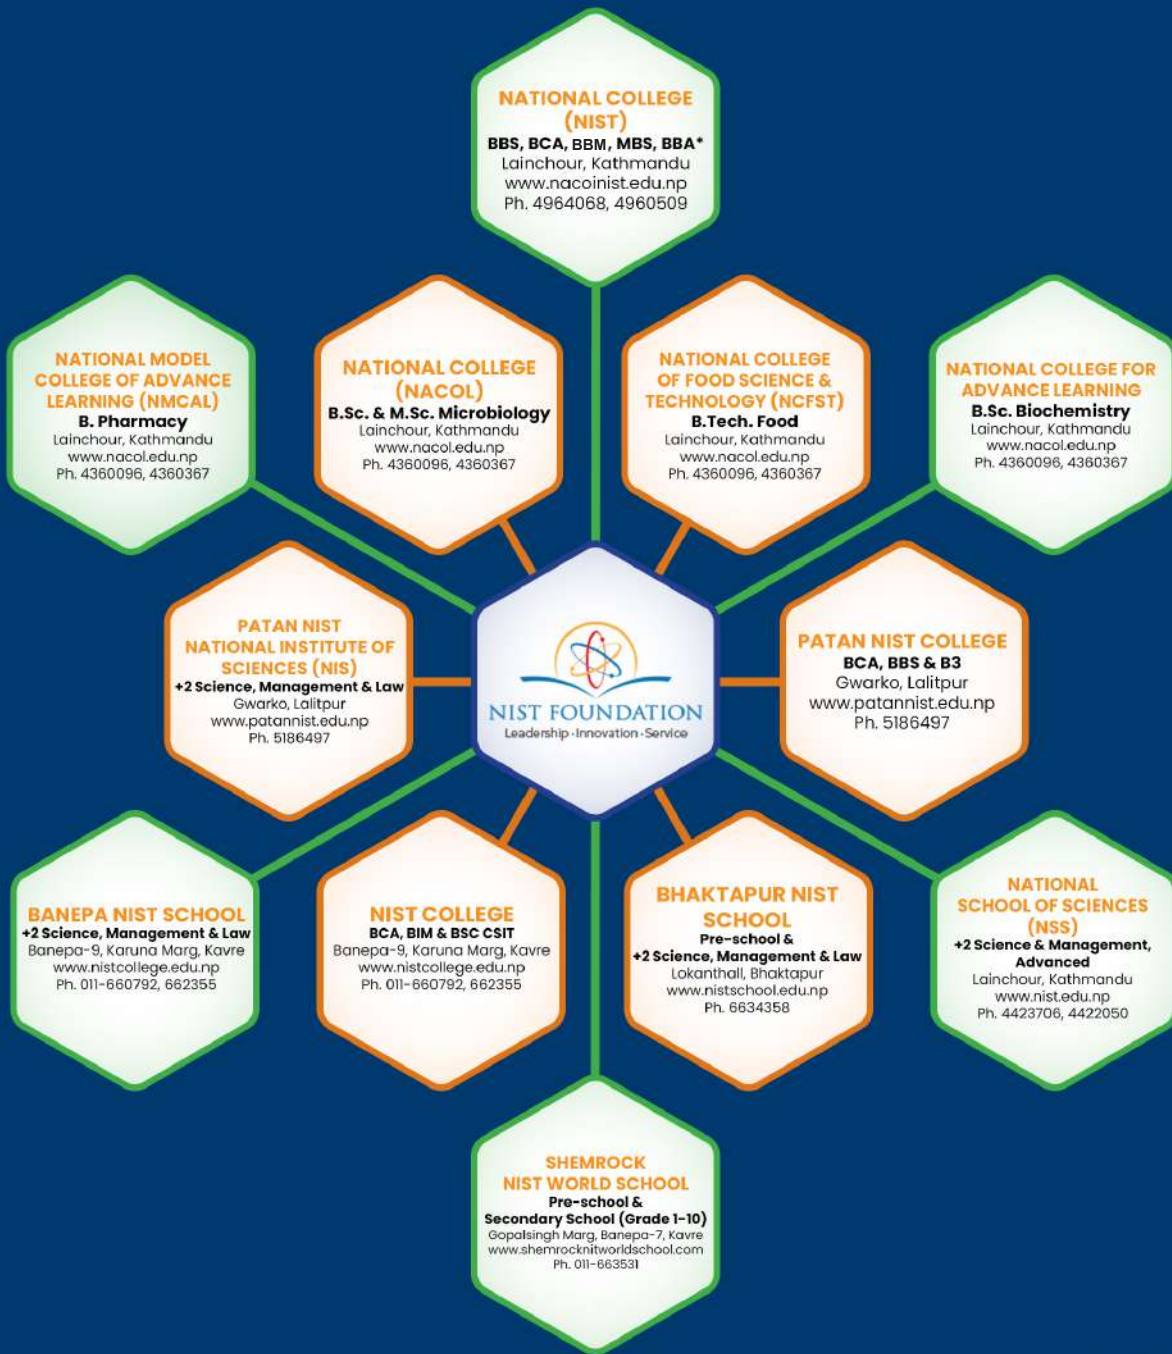 NATIONAL COLLEGE
(NIST)
BBS, BCA, BBM, MBS, BBA*
Lainchour, Kathmandu
www.nacoinist.edu.np
Ph. 4964068, 4960509
NATIONAL MODEL
COLLEGE OF ADVANCE
LEARNING (NMCAL)
B. Pharmacy
Lainchour, Kathmandu
www.nacol.edu.np
Ph. 4360096, 4360367
NATIONAL COLLEGE
(NACOL)
B.Sc. & M.Sc. Microbiology
Lainchour, Kathmandu
www.nacol.edu.np
Ph. 4360096, 4360367
NATIONAL COLLEGE
OF FOOD SCIENCE &
TECHNOLOGY (NCFST)
B.Tech. Food
Lainchour, Kathmandu
www.nacol.edu.np
Ph. 4360096, 4360367
NATIONAL COLLEGE FOR
ADVANCE LEARNING
B.Sc. Biochemistry
Lainchour, Kathmandu
www.nacol.edu.np
Ph. 4360096, 4360367
PATAN NIST
NATIONAL INSTITUTE OF
SCIENCES (NIS)
+2 Science, Management & Law
Gwarko, Lalitpur
www.patannist.edu.np
Ph. 5186497
NIST FOUNDATION
Leadership · Innovation · Service
PATAN NIST COLLEGE
BCA, BBS & B3
Gwarko, Lalitpur
www.patannist.edu.np
Ph. 5186497
BANEPA NIST SCHOOL
+2 Science, Management & Law
Banepa-9, Karuna Marg, Kavre
www.nistcollege.edu.np
Ph. 011-660792, 662355
NIST COLLEGE
BCA, BIM & BSC CSIT
Banepa-9, Karuna Marg, Kavre
www.nistcollege.edu.np
Ph. 011-660792, 662355
BHAKTAPUR NIST
SCHOOL
Pre-school &
+2 Science, Management & Law
Lokanthall, Bhaktapur
www.nistschool.edu.np
Ph. 6634358
NATIONAL
SCHOOL OF SCIENCES
(NSS)
+2 Science & Management,
Advanced
Lainchour, Kathmandu
www.nist.edu.np
Ph. 4423706, 4422050
SHEMROCK
NIST WORLD SCHOOL
Pre-school &
Secondary School (Grade 1-10)
Gopalsingh Marg, Banepa-7, Kavre
www.shemrocknitworldschool.com
Ph. 011-663531